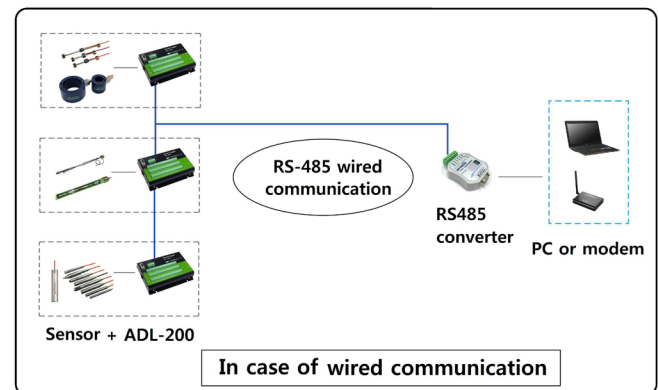 RS-485 wired
communication
RS485
converter
PC or modem
Sensor + ADL-200
In case of wired communication